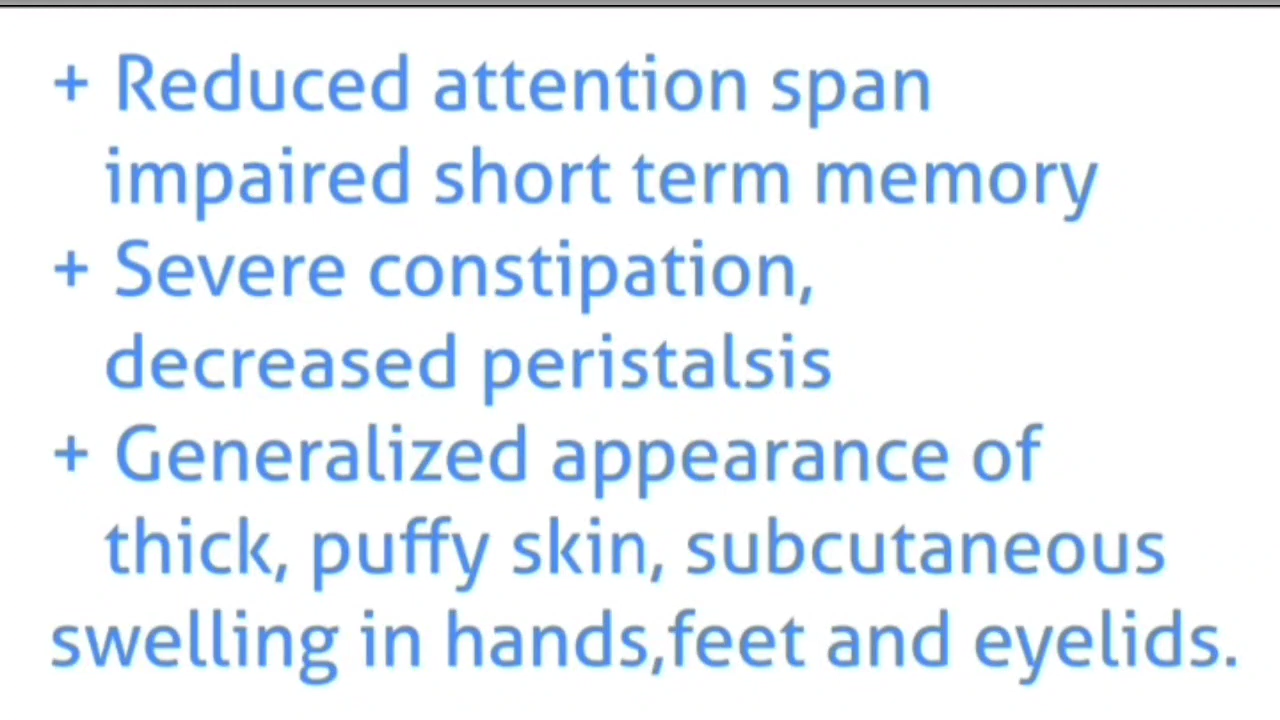 + Reduced attention span
impaired short term memory
+ Severe constipation,
decreased peristalsis
+ Generalized appearance of
thick, puffy skin, subcutaneous
swelling in hands,feet and eyelids.